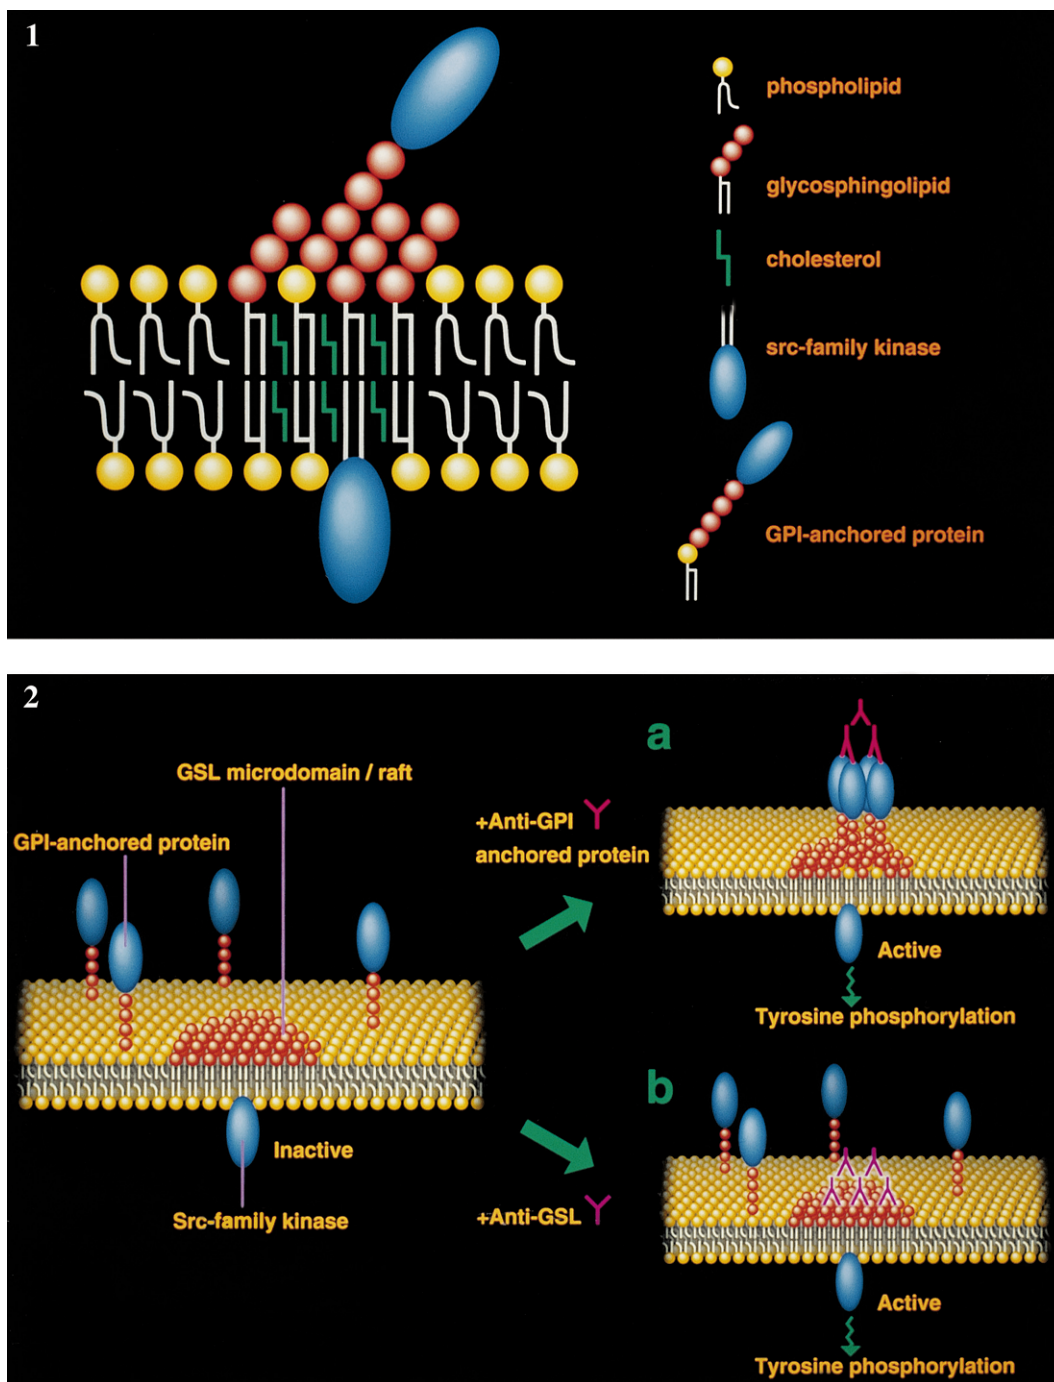 1
phospholipid
glycosphingolipid
cholesterol
src-family kinase
GPI-anchored protein
2
GSL microdomain / raft
GPI-anchored protein
Inactive
Src-family kinase
+Anti-GPI
anchored protein
+Anti-GSL
a
Active
Tyrosine phosphorylation
b
Active
Tyrosine phosphorylation